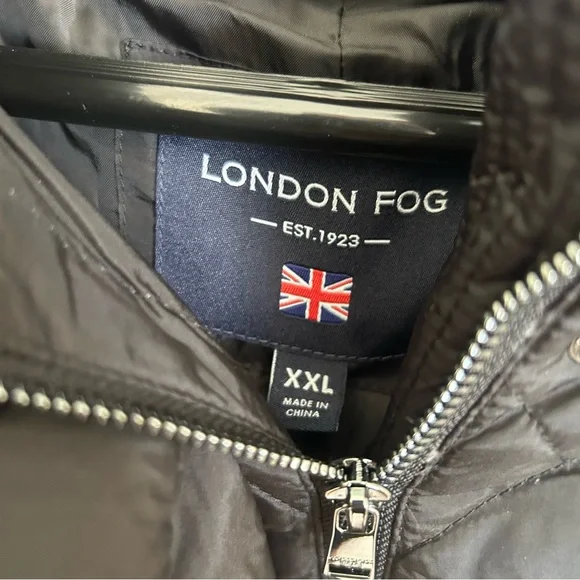 LONDON FOG
— EST.1923 —
XXL
MADE IN
CHINA